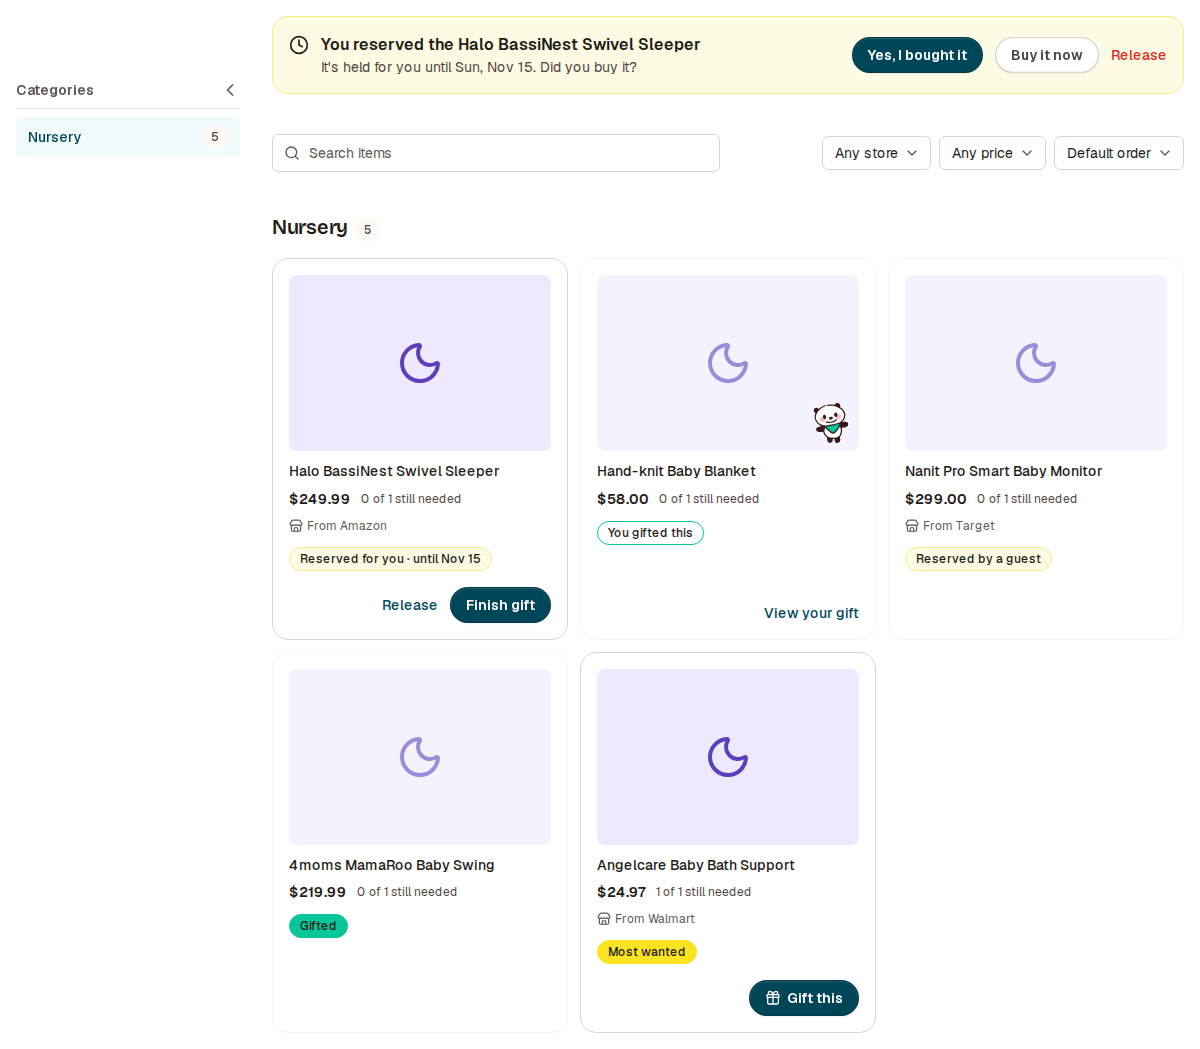 You reserved the Halo BassiNest Swivel Sleeper
It's held for you until Sun, Nov 15. Did you buy it?
Yes, I bought it
Buy it now
Release
Categories
Nursery 5
Search items
Any store
Any price
Default order
Nursery 5
Halo BassiNest Swivel Sleeper
$249.99 0 of 1 still needed
From Amazon
Reserved for you · until Nov 15
Release
Finish gift
Hand-knit Baby Blanket
$58.00 0 of 1 still needed
You gifted this
View your gift
Nanit Pro Smart Baby Monitor
$299.00 0 of 1 still needed
From Target
Reserved by a guest
4moms MamaRoo Baby Swing
$219.99 0 of 1 still needed
Gifted
Angelcare Baby Bath Support
$24.97 1 of 1 still needed
From Walmart
Most wanted
Gift this